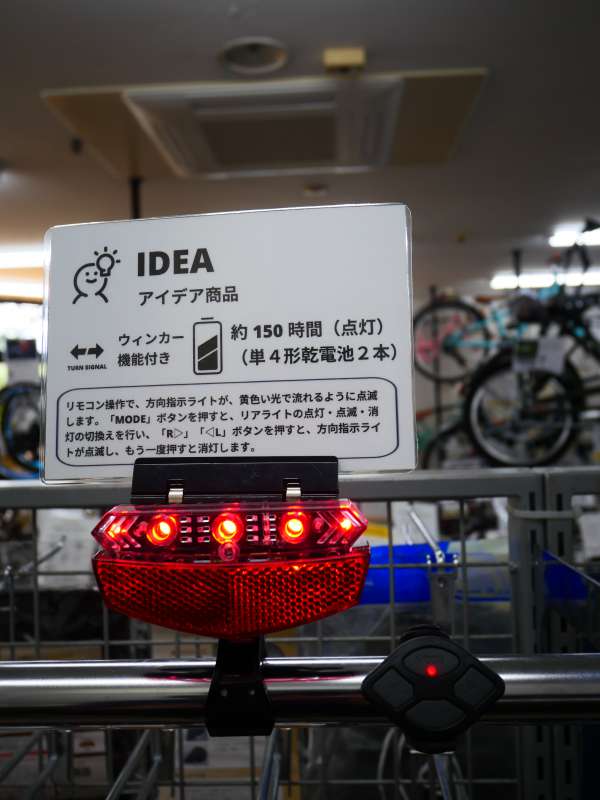 IDEA
アイデア商品
TURN SIGNAL
ウィンカー
機能付き
約 150 時間（点灯）
（単４形乾電池２本）
リモコン操作で、方向指示ライトが、黄色い光で流れるように点滅
します。「MODE」ボタンを押すと、リアライトの点灯・点滅・消
灯の切換えを行い、「R▷」「◁L」ボタンを押すと、方向指示ライ
トが点滅し、もう一度押すと消灯します。